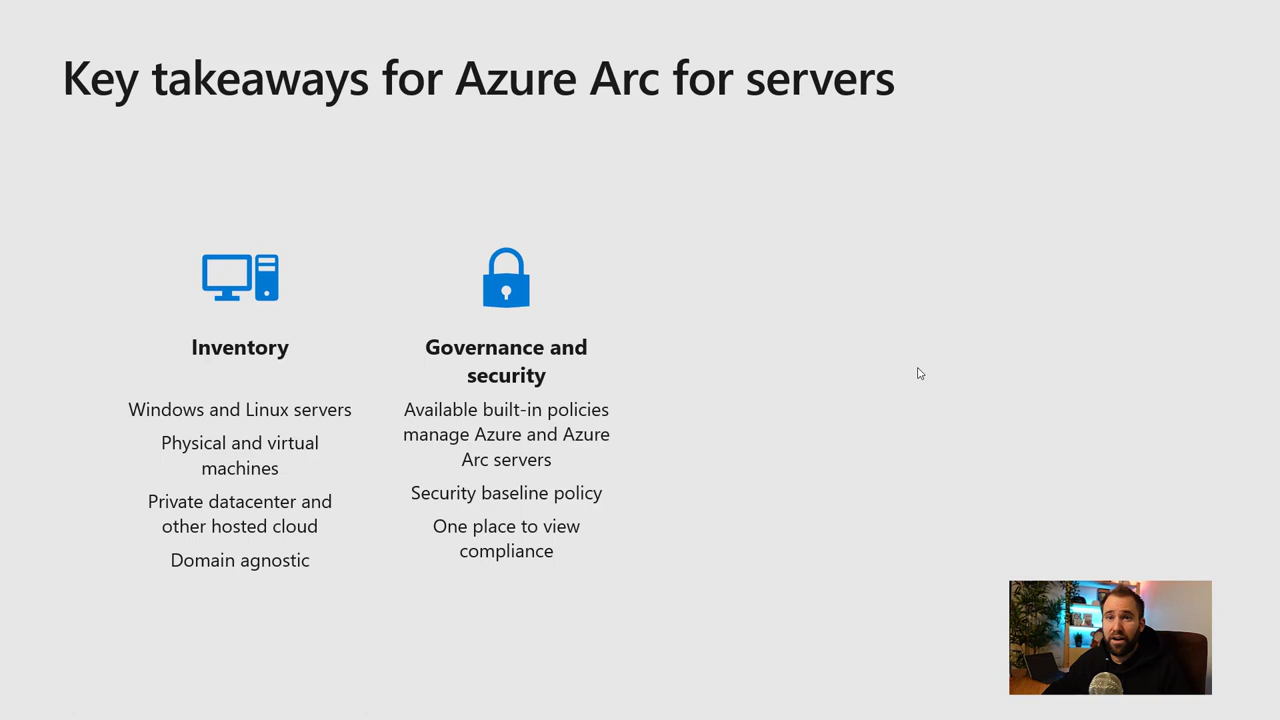 Key takeaways for Azure Arc for servers
Inventory
Windows and Linux servers
Physical and virtual
machines
Private datacenter and
other hosted cloud
Domain agnostic
Governance and
security
Available built-in policies
manage Azure and Azure
Arc servers
Security baseline policy
One place to view
compliance